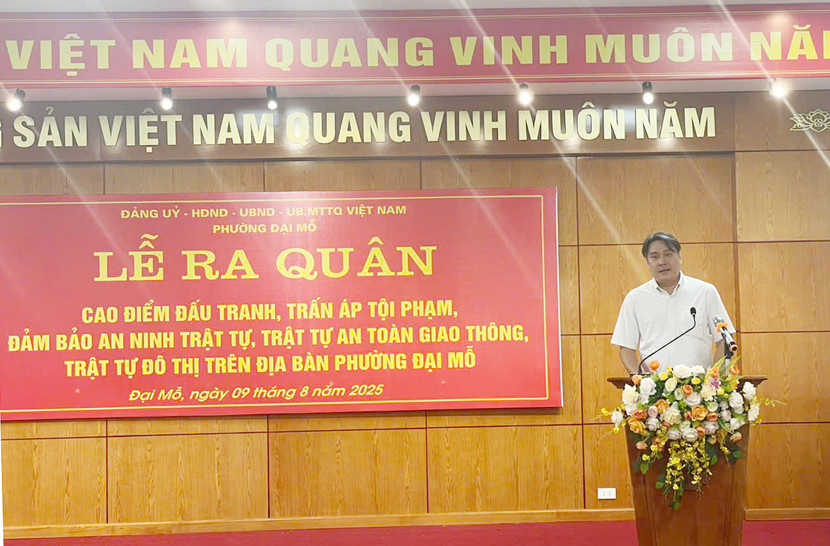 VIỆT NAM QUANG VINH MUÔN NĂ
G SẢN VIỆT NAM QUANG VINH MUÔN NĂM
ĐẢNG UỶ - HĐND - UBND - UB.MTTQ VIỆT NAM
PHƯỜNG ĐẠI MỖ
LỄ RA QUÂN
CAO ĐIỂM ĐẤU TRANH, TRẤN ÁP TỘI PHẠM,
ĐẢM BẢO AN NINH TRẬT TỰ, TRẬT TỰ AN TOÀN GIAO THÔNG,
TRẬT TỰ ĐÔ THỊ TRÊN ĐỊA BÀN PHƯỜNG ĐẠI MỖ
Đại Mỗ, ngày 09 tháng 8 năm 2025